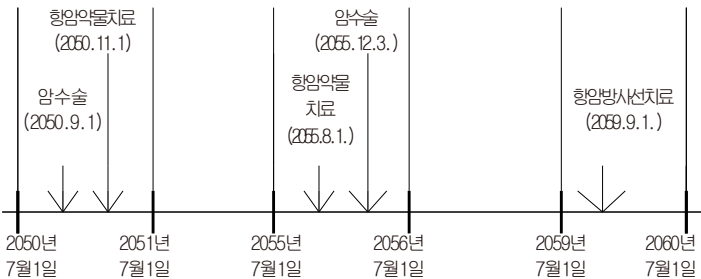 항암약물치료
(2050.11.1)
암수술
(2050.9.1)
암수술
(2055.12.3.)
항암약물
치료
(2055.8.1.)
항암방사선치료
(2059.9.1.)
2050년
7월1일
2051년
7월1일
2055년
7월1일
2056년
7월1일
2059년
7월1일
2060년
7월1일